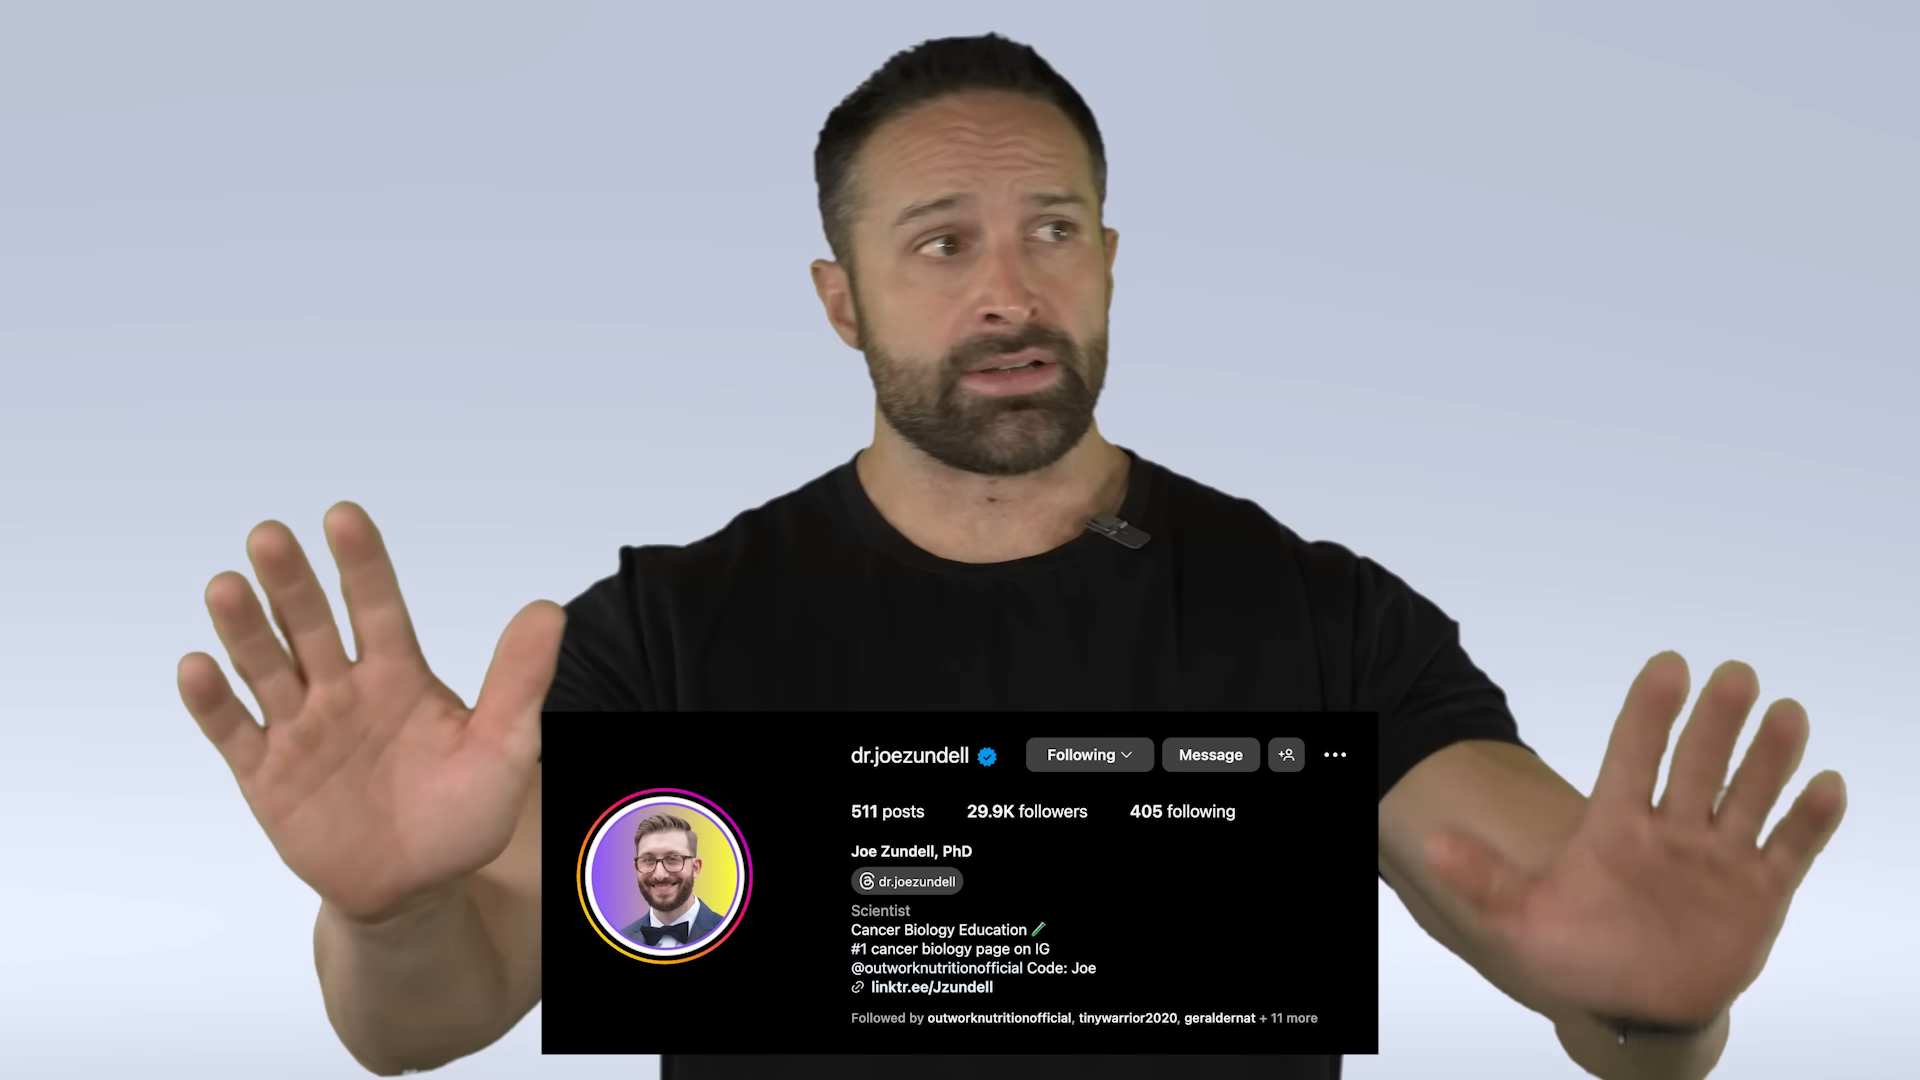 dr.joezundell Following Message
511 posts 29.9K followers 405 following
Joe Zundell, PhD
dr.joezundell
Scientist
Cancer Biology Education
#1 cancer biology page on IG
@outworknutritionofficial Code: Joe
linktr.ee/Jzundell
Followed by outworknutritionofficial, tinywarrior2020, geraldernat + 11 more